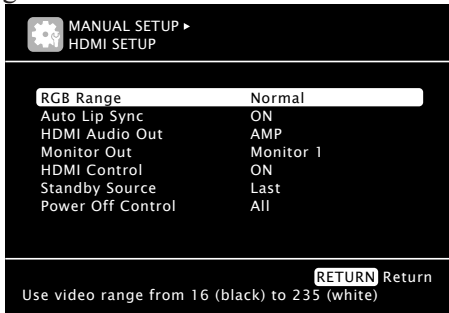 MANUAL SETUP ▸
HDMI SETUP
RGB Range Normal
Auto Lip Sync ON
HDMI Audio Out AMP
Monitor Out Monitor 1
HDMI Control ON
Standby Source Last
Power Off Control All
RETURN Return
Use video range from 16 (black) to 235 (white)